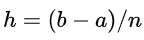 h = (b − a)/n